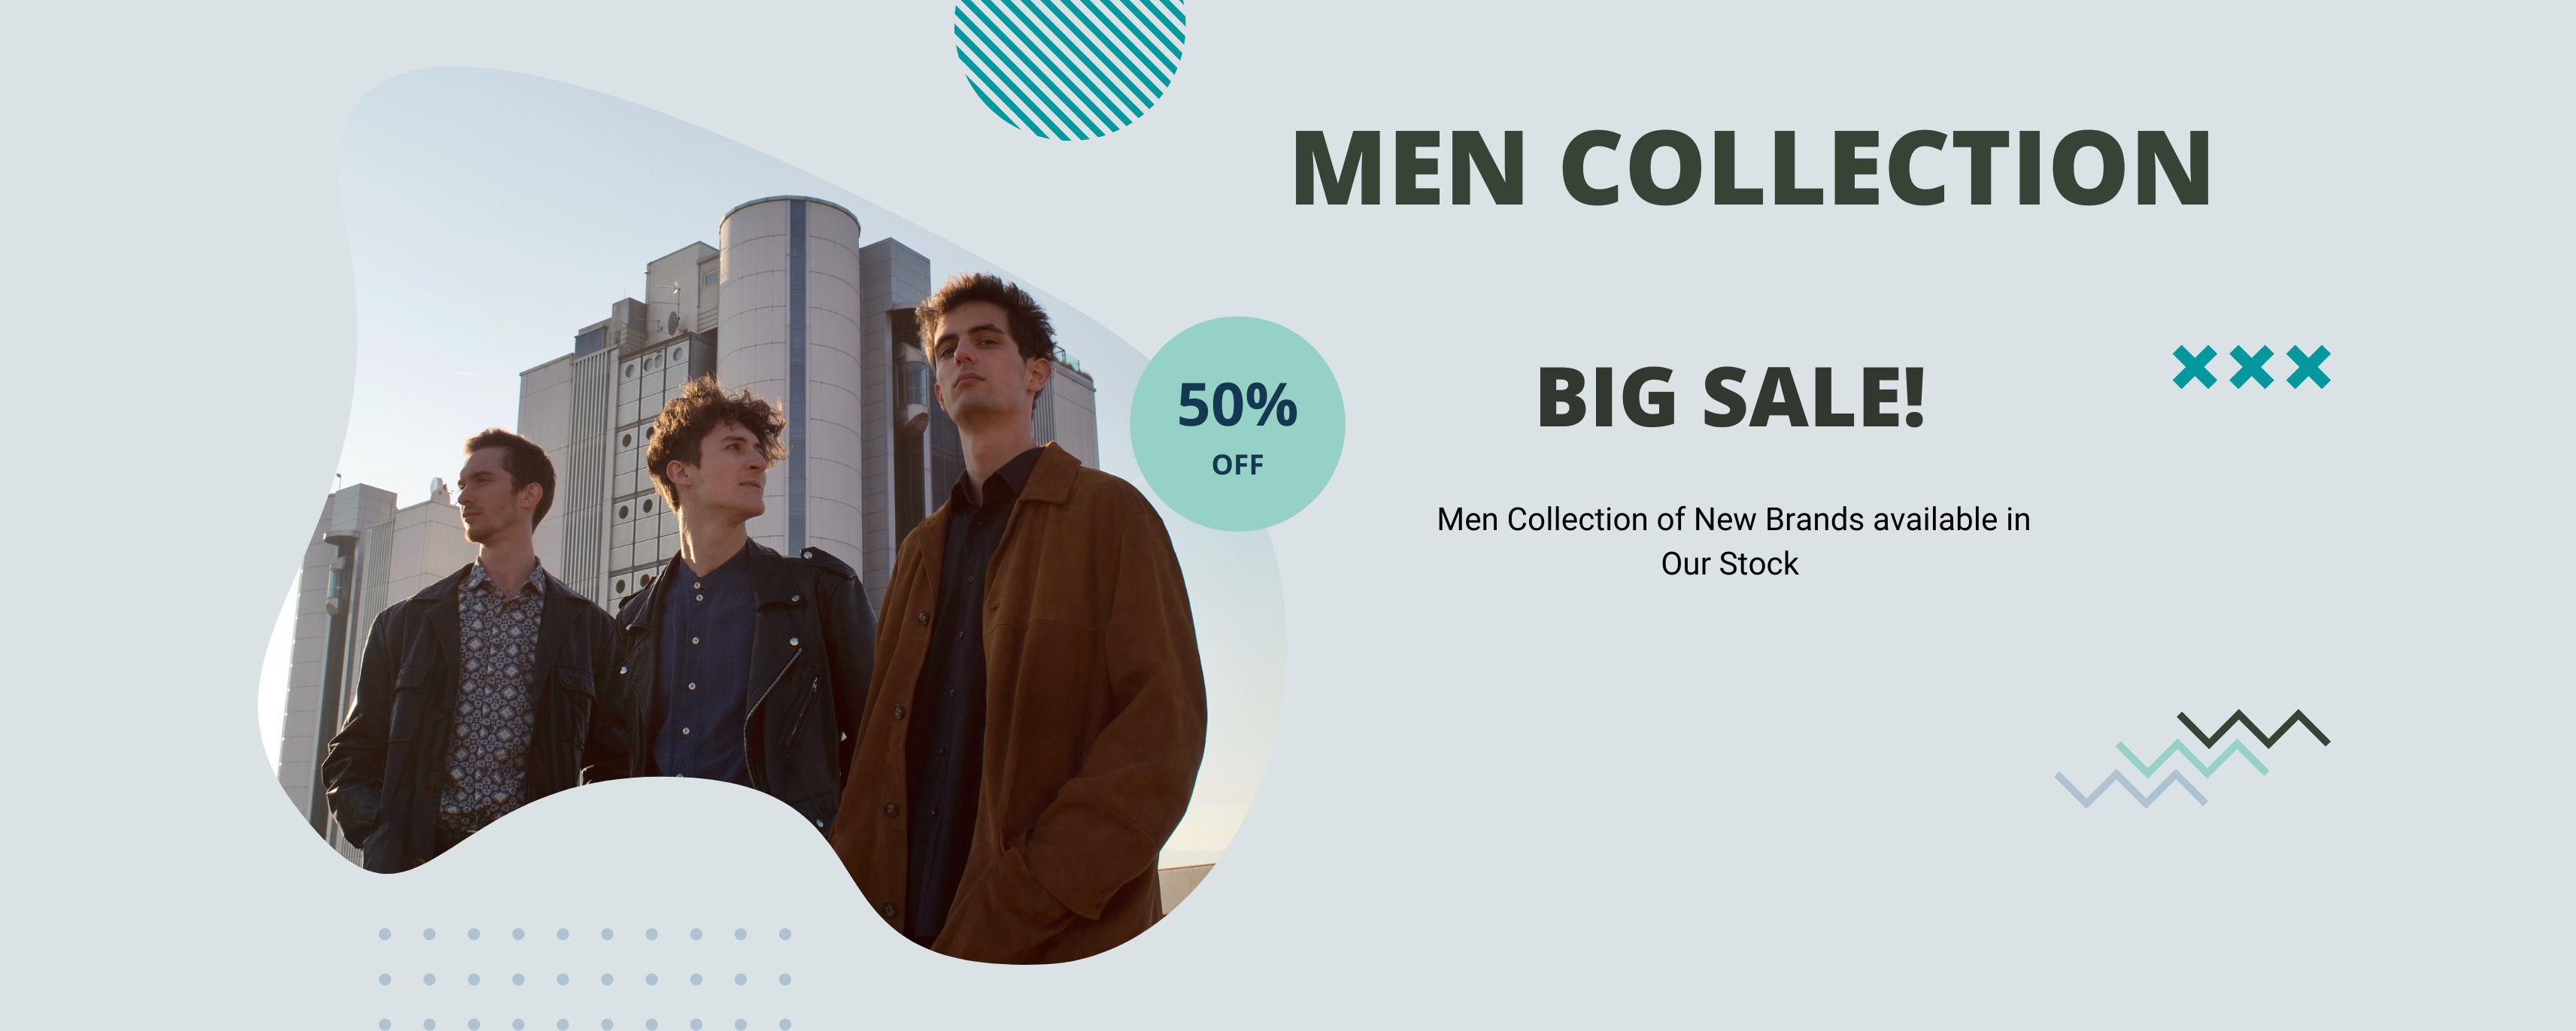 MEN COLLECTION
50%
OFF
BIG SALE!
Men Collection of New Brands available in
Our Stock